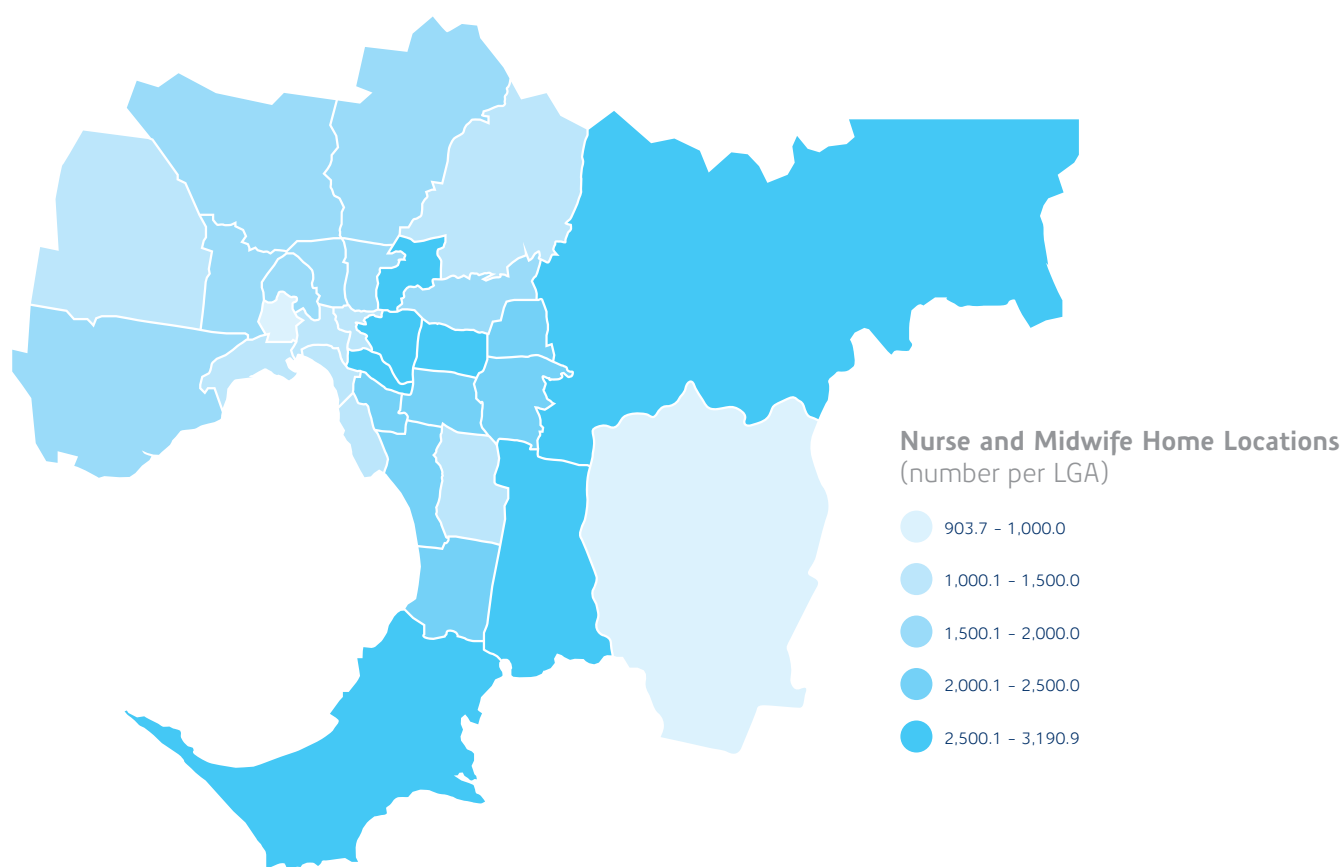 Nurse and Midwife Home Locations
(number per LGA)
903.7 - 1,000.0
1,000.1 - 1,500.0
1,500.1 - 2,000.0
2,000.1 - 2,500.0
2,500.1 - 3,190.9